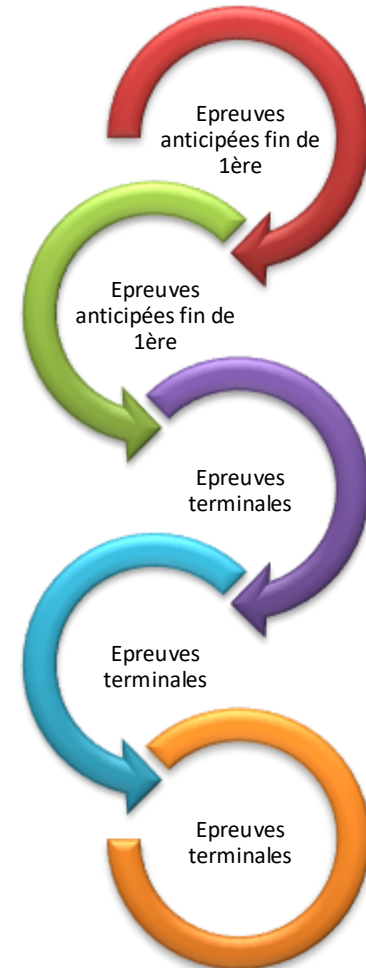 Epreuves
anticipées fin de
1ère
Epreuves
anticipées fin de
1ère
Epreuves
terminales
Epreuves
terminales
Epreuves
terminales